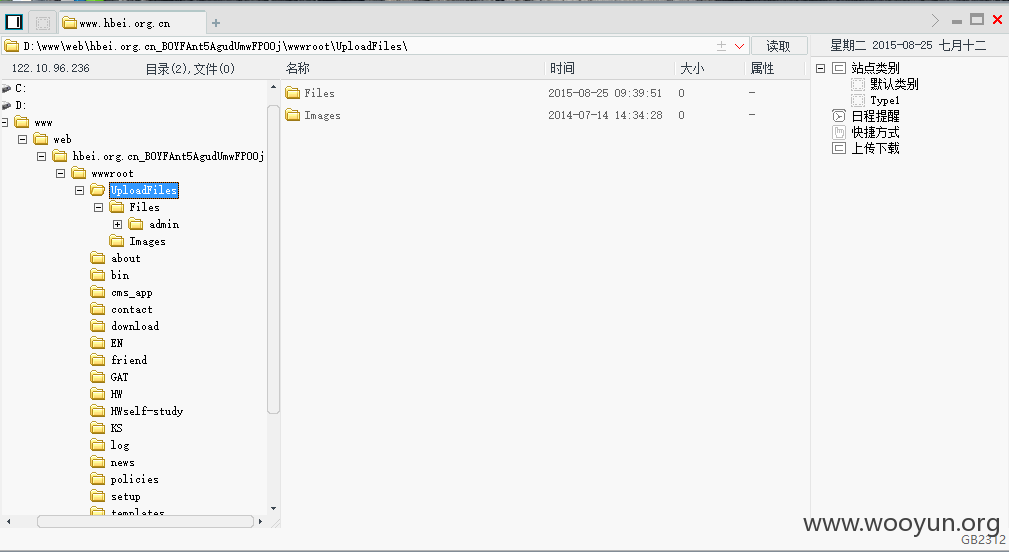 www.hbei.org.cn
D:\www\web\hbei.org.cn_BOYFAnt5AgudUmwFPOOj\wwwroot\UploadFiles\
读取
星期二 2015-08-25 七月十二
122.10.96.236
目录(2),文件(0)
名称
时间
大小
属性
C:
D:
www
web
hbei.org.cn_BOYFAnt5AgudUmwFPOOj
wwwroot
UploadFiles
Files
admin
Images
about
bin
cms_app
contact
download
EN
friend
GAT
HW
HWself-study
KS
log
news
policies
setup
templates
Files 2015-08-25 09:39:51 0 -
Images 2014-07-14 14:34:28 0 -
站点类别
默认类别
Type1
日程提醒
快捷方式
上传下载
www.wooyun.org
GB2312